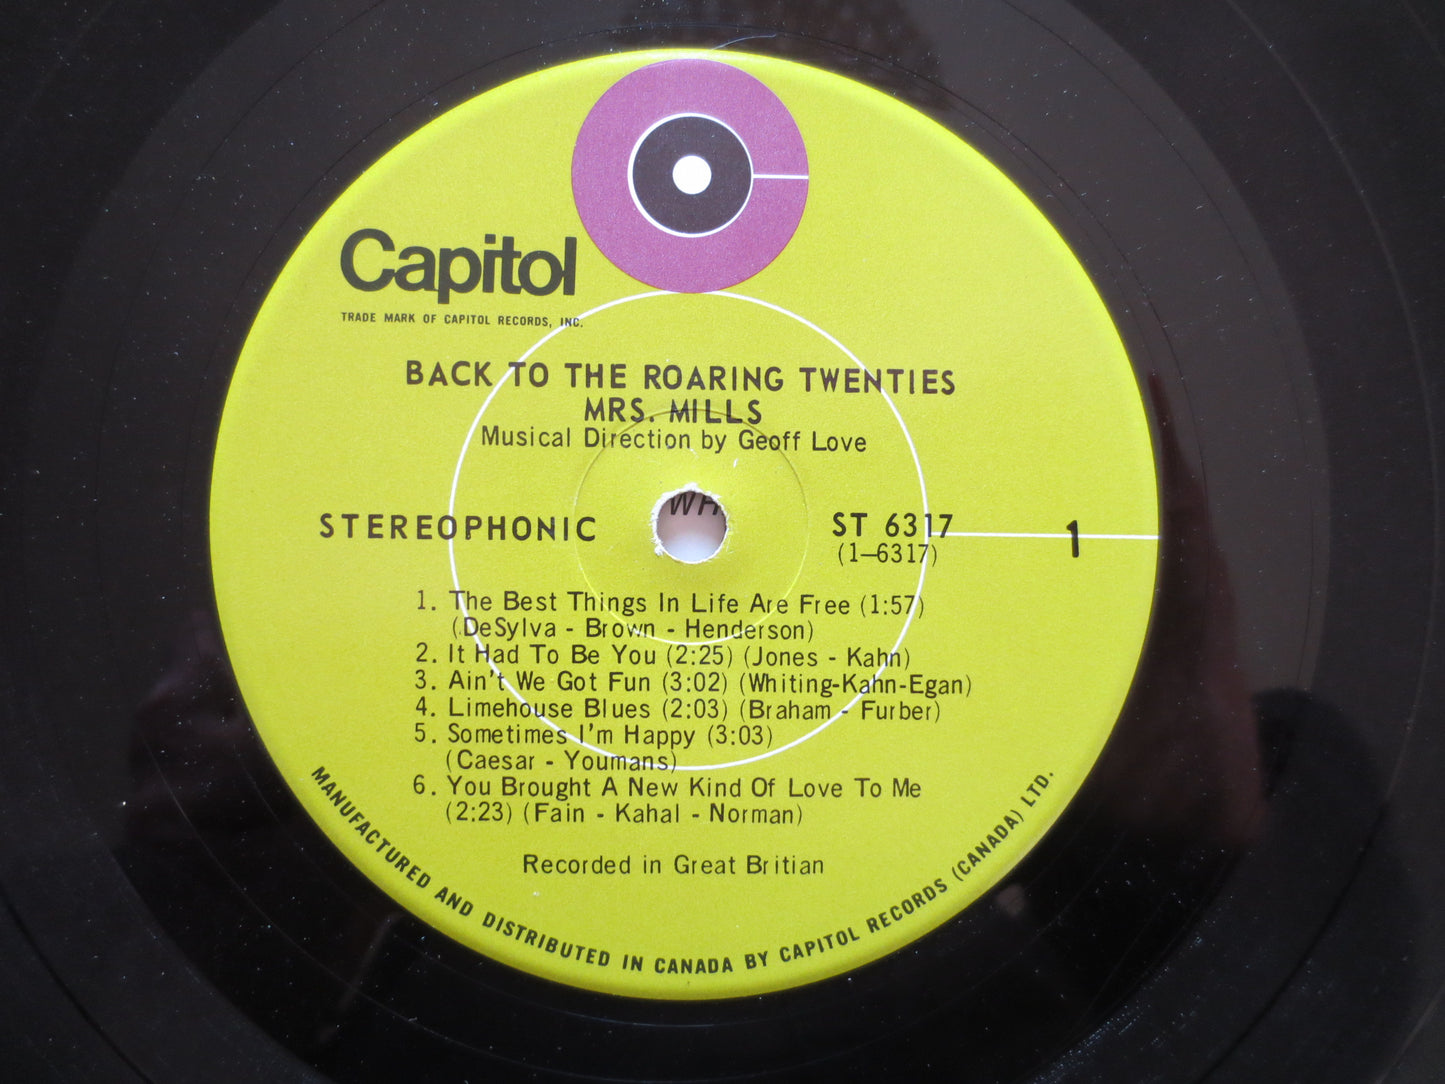 Capitol
TRADE MARK OF CAPITOL RECORDS, INC.
BACK TO THE ROARING TWENTIES
MRS. MILLS
Musical Direction by Geoff Love
WH
STEREOPHONIC
ST 6317
(1—6317)
1
1. The Best Things In Life Are Free (1:57)
(DeSylva - Brown - Henderson)
2. It Had To Be You (2:25) (Jones - Kahn)
3. Ain't We Got Fun (3:02) (Whiting-Kahn-Egan)
4. Limehouse Blues (2:03) (Braham - Furber)
5. Sometimes I'm Happy (3:03)
(Caesar - Youmans)
6. You Brought A New Kind Of Love To Me
(2:23) (Fain - Kahal - Norman)
Recorded in Great Britian
MANUFACTURED AND DISTRIBUTED IN CANADA BY CAPITOL RECORDS (CANADA) LTD.